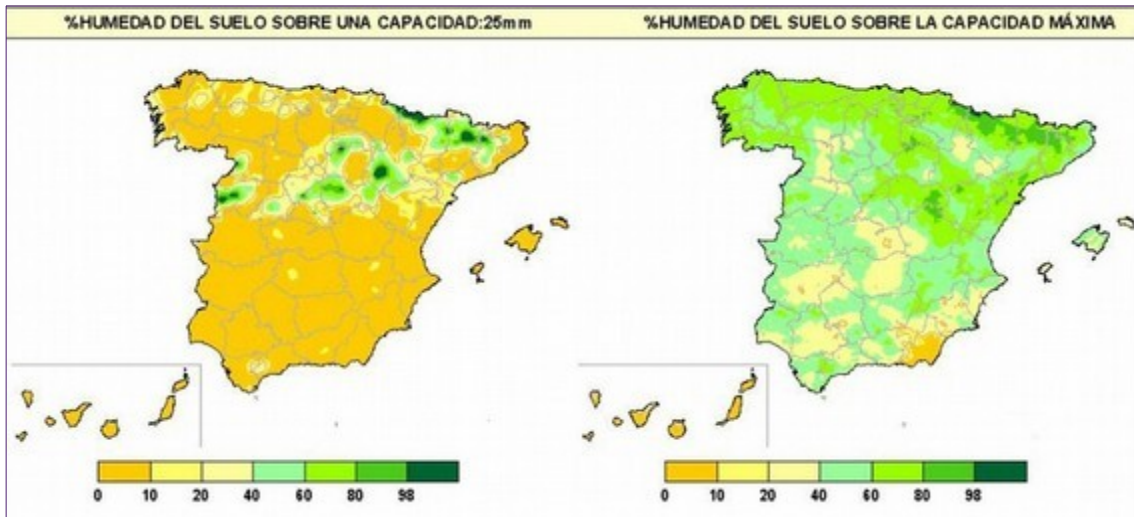 %HUMEDAD DEL SUELO SOBRE UNA CAPACIDAD:25mm
%HUMEDAD DEL SUELO SOBRE LA CAPACIDAD MÁXIMA
0 10 20 40 60 80 98
0 10 20 40 60 80 98